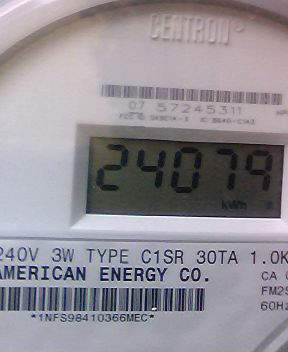 CENTRON®
07 57245311
24079
kWh
240V 3W TYPE C1SR 30TA 1.0K
AMERICAN ENERGY CO. CA
FM2S
60Hz
*1NFS98410366MEC*